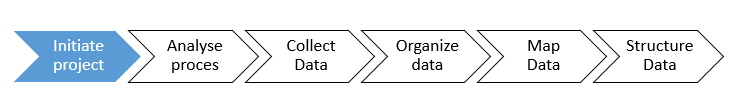 Initiate
project
Analyse
proces
Collect
Data
Organize
data
Map
Data
Structure
Data